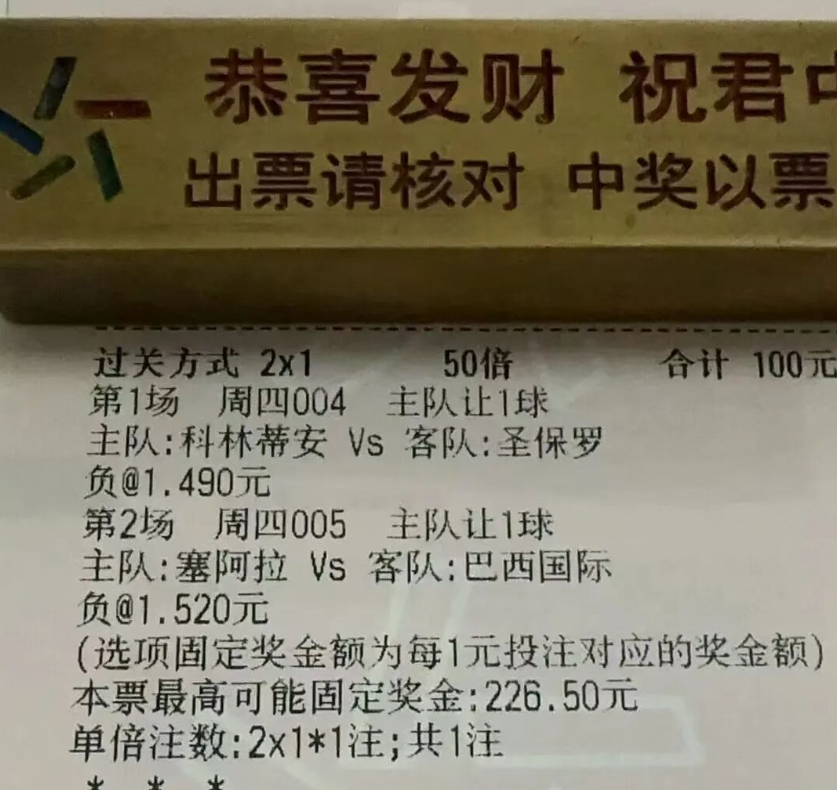 恭喜发财 祝君中
出票请核对 中奖以票
过关方式 2x1 50倍 合计 100元
第1场 周四004 主队让1球
主队:科林蒂安 Vs 客队:圣保罗
负@1.490元
第2场 周四005 主队让1球
主队:塞阿拉 Vs 客队:巴西国际
负@1.520元
(选项固定奖金额为每1元投注对应的奖金额)
本票最高可能固定奖金:226.50元
单倍注数:2x1*1注;共1注
* * *